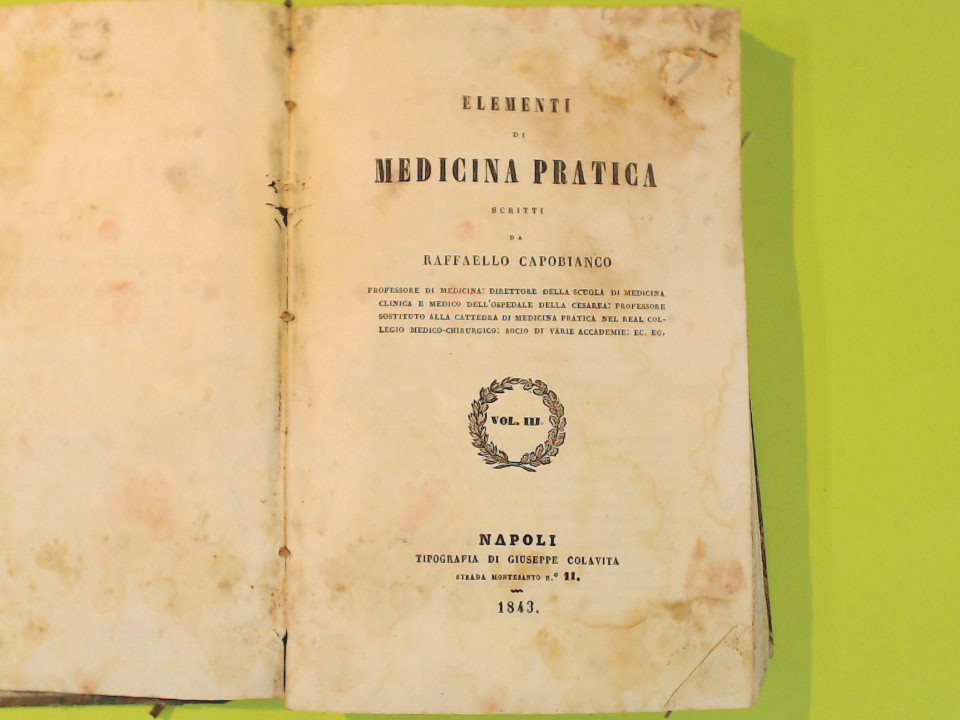 ELEMENTI
DI
MEDICINA PRATICA
SCRITTI
DA
RAFFAELLO CAPOBIANCO
PROFESSORE DI MEDICINA: DIRETTORE DELLA SCUOLA DI MEDICINA
CLINICA E MEDICO DELL'OSPEDALE DELLA CESAREA: PROFESSORE
SOSTITUTO ALLA CATTEDRA DI MEDICINA PRATICA NEL REAL COL-
LEGIO MEDICO-CHIRURGICO: SOCIO DI VARIE ACCADEMIE: EC. EC.
VOL. III.
NAPOLI
TIPOGRAFIA DI GIUSEPPE COLAVITA
STRADA MONTESANTO N.° 11.
1843.